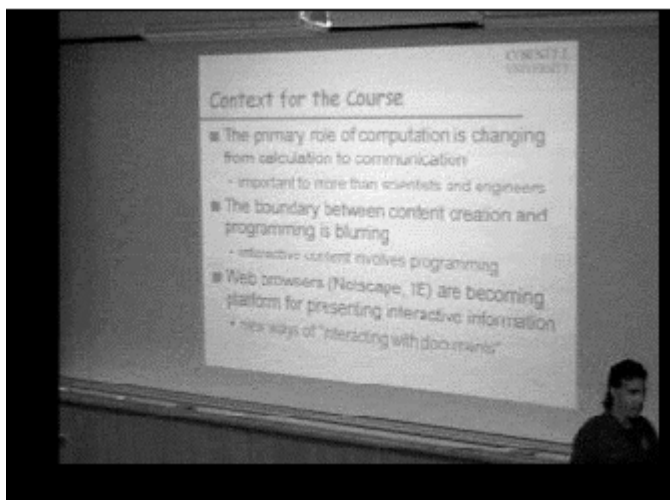 CORNELL
UNIVERSITY
Context for the Course
■ The primary role of computation is changing
from calculation to communication
- important to more than scientists and engineers
■ The boundary between content creation and
programming is blurring
- interactive content involves programming
■ Web browsers (Netscape, IE) are becoming
platform for presenting interactive information
• new ways of "interacting with documents"